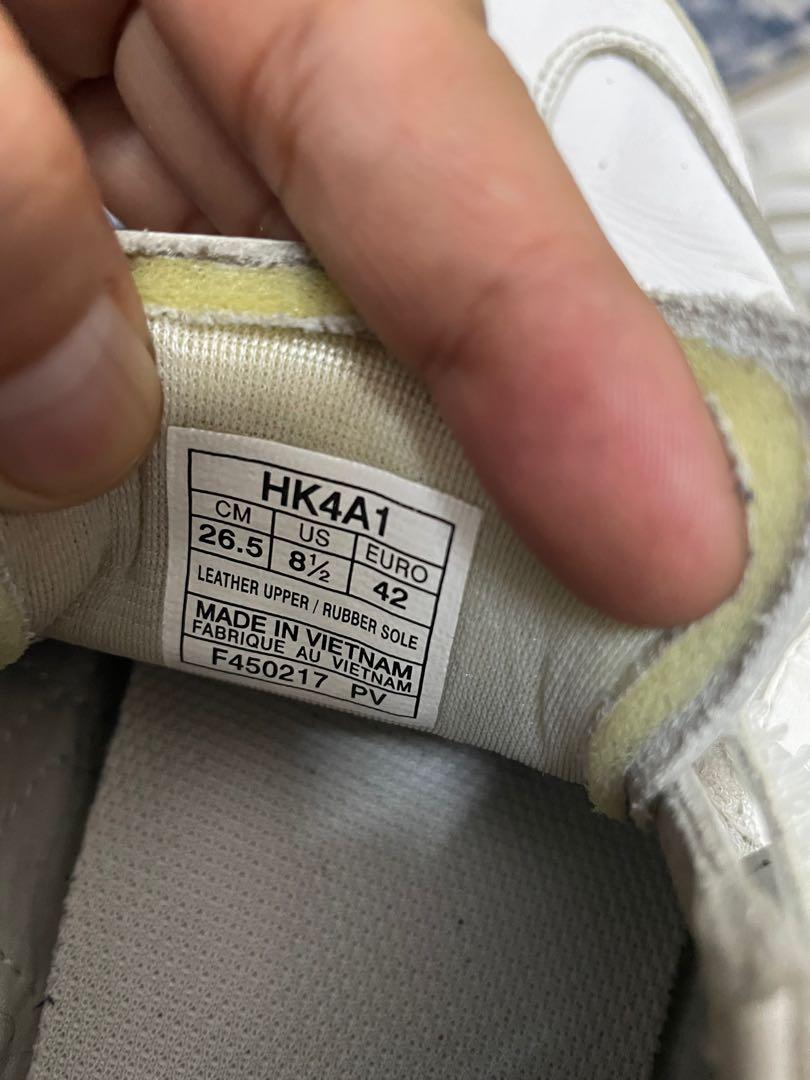 HK4A1
CM US EURO
26.5 8½ 42
LEATHER UPPER / RUBBER SOLE
MADE IN VIETNAM
FABRIQUE AU VIETNAM
F450217 PV